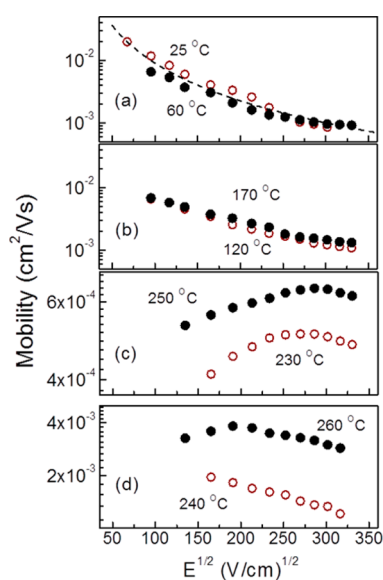 10⁻²
25 °C
60 °C
(a)
10⁻³
10⁻²
170 °C
(b)
120 °C
10⁻³
Mobility (cm²/Vs)
250 °C
6x10⁻⁴
(c)
230 °C
4x10⁻⁴
4x10⁻³
260 °C
2x10⁻³
240 °C
(d)
50 100 150 200 250 300 350
E^1/2 (V/cm)^1/2